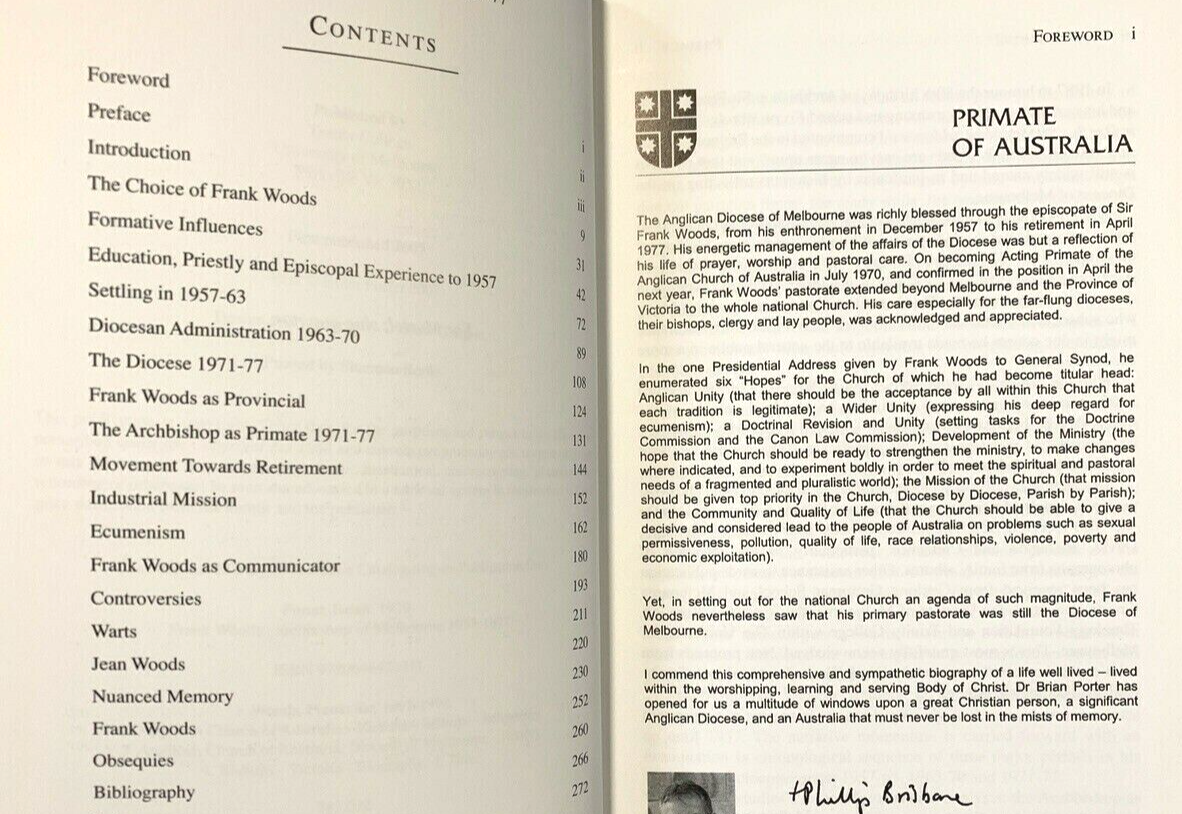 CONTENTS
Foreword
Preface
Introduction
The Choice of Frank Woods
Formative Influences
Education, Priestly and Episcopal Experience to 1957
Settling in 1957-63
Diocesan Administration 1963-70
The Diocese 1971-77
Frank Woods as Provincial
The Archbishop as Primate 1971-77
Movement Towards Retirement
Industrial Mission
Ecumenism
Frank Woods as Communicator
Controversies
Warts
Jean Woods
Nuanced Memory
Frank Woods
Obsequies
Bibliography
i
ii
iii
9
31
42
72
89
108
124
131
144
152
162
180
193
211
220
230
252
260
266
272
FOREWORD i
PRIMATE
OF AUSTRALIA
The Anglican Diocese of Melbourne was richly blessed through the episcopate of Sir
Frank Woods, from his enthronement in December 1957 to his retirement in April
1977. His energetic management of the affairs of the Diocese was but a reflection of
his life of prayer, worship and pastoral care. On becoming Acting Primate of the
Anglican Church of Australia in July 1970, and confirmed in the position in April the
next year, Frank Woods' pastorate extended beyond Melbourne and the Province of
Victoria to the whole national Church. His care especially for the far-flung dioceses,
their bishops, clergy and lay people, was acknowledged and appreciated.
In the one Presidential Address given by Frank Woods to General Synod, he
enumerated six "Hopes" for the Church of which he had become titular head:
Anglican Unity (that there should be the acceptance by all within this Church that
each tradition is legitimate); a Wider Unity (expressing his deep regard for
ecumenism); a Doctrinal Revision and Unity (setting tasks for the Doctrine
Commission and the Canon Law Commission); Development of the Ministry (the
hope that the Church should be ready to strengthen the ministry, to make changes
where indicated, and to experiment boldly in order to meet the spiritual and pastoral
needs of a fragmented and pluralistic world); the Mission of the Church (that mission
should be given top priority in the Church, Diocese by Diocese, Parish by Parish);
and the Community and Quality of Life (that the Church should be able to give a
decisive and considered lead to the people of Australia on problems such as sexual
permissiveness, pollution, quality of life, race relationships, violence, poverty and
economic exploitation).
Yet, in setting out for the national Church an agenda of such magnitude, Frank
Woods nevertheless saw that his primary pastorate was still the Diocese of
Melbourne.
I commend this comprehensive and sympathetic biography of a life well lived – lived
within the worshipping, learning and serving Body of Christ. Dr Brian Porter has
opened for us a multitude of windows upon a great Christian person, a significant
Anglican Diocese, and an Australia that must never be lost in the mists of memory.
+Phillip Brisbane